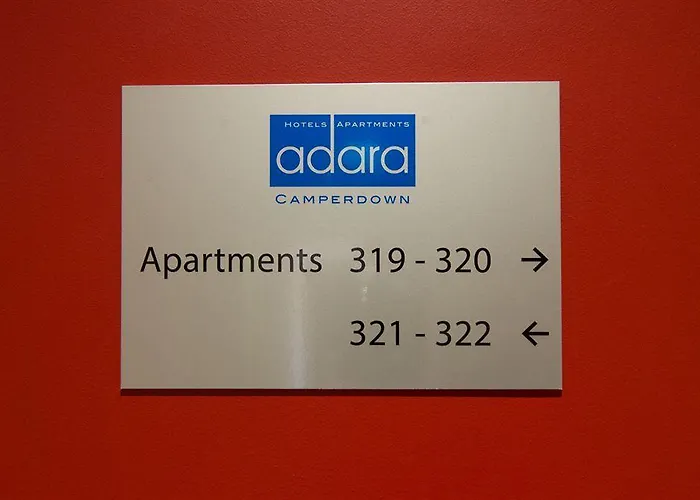 HOTELS APARTMENTS
adara
CAMPERDOWN
Apartments 319 - 320 →
321 - 322 ←